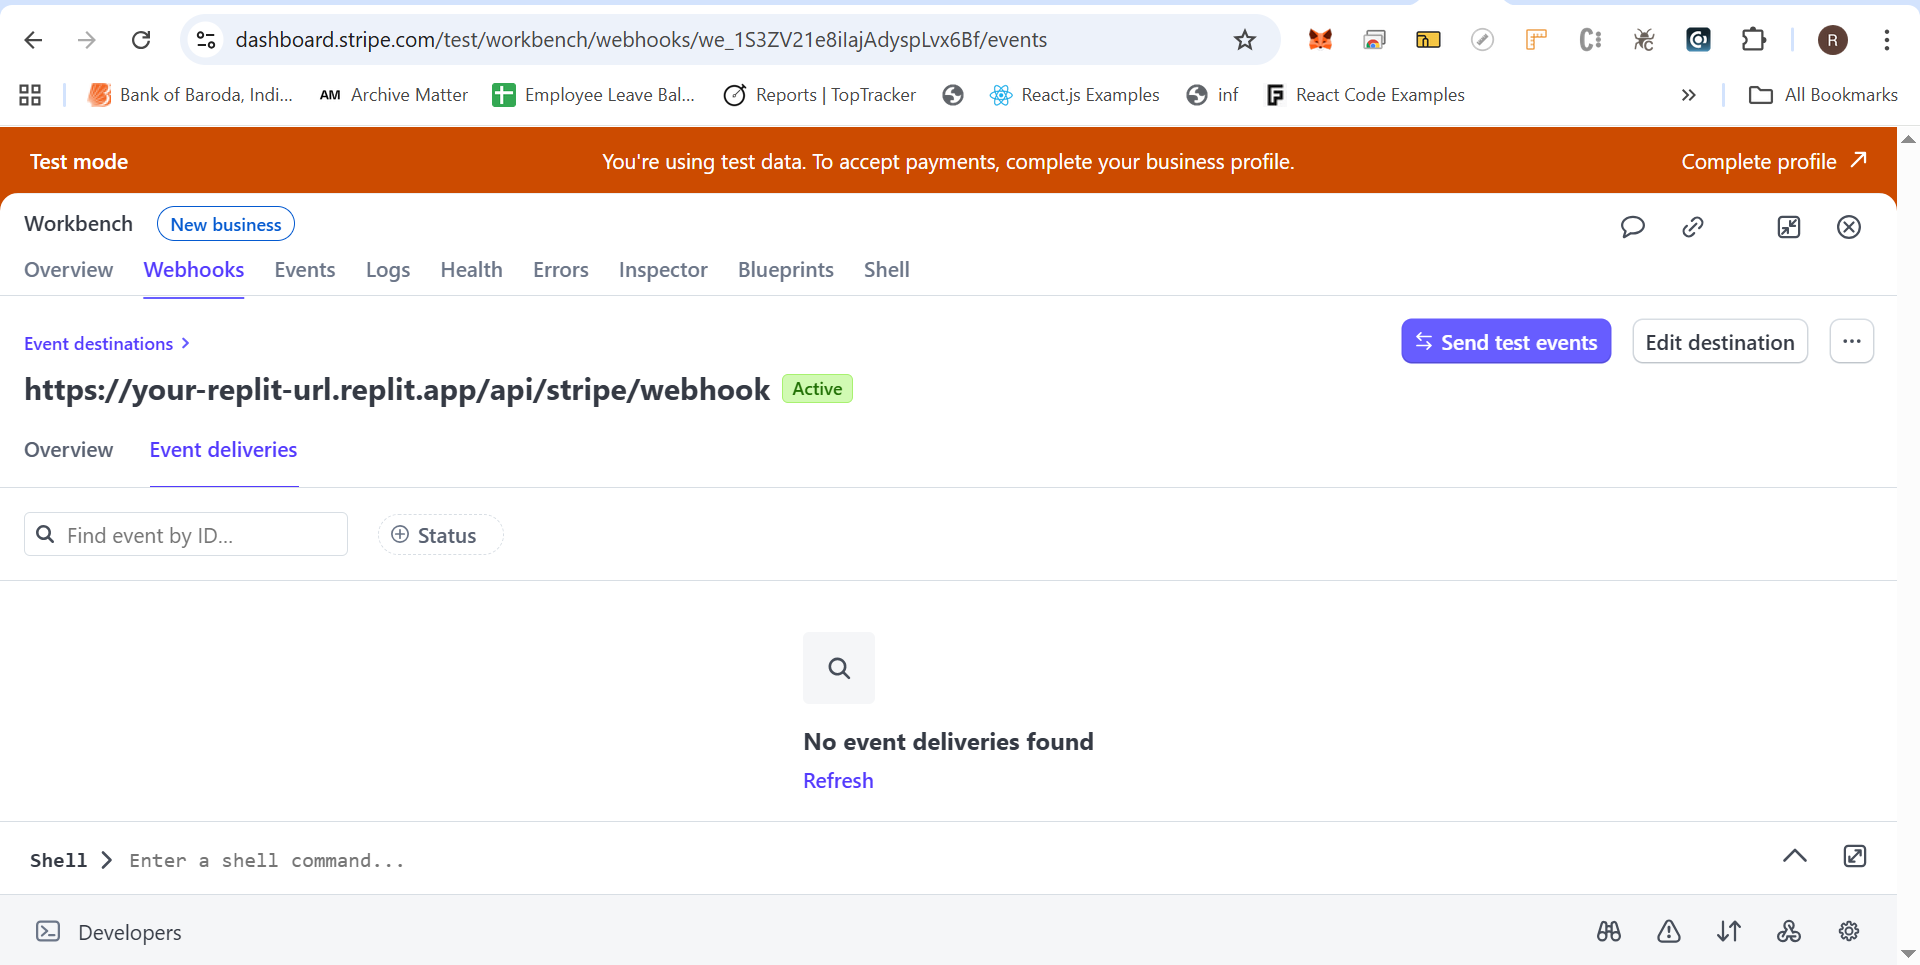 dashboard.stripe.com/test/workbench/webhooks/we_1S3ZV21e8iIajAdyspLvx6Bf/events
R
Bank of Baroda, Indi...
AM Archive Matter
Employee Leave Bal...
Reports | TopTracker
React.js Examples
inf
React Code Examples
All Bookmarks
Test mode
You're using test data. To accept payments, complete your business profile.
Complete profile
Workbench
New business
Overview
Webhooks
Events
Logs
Health
Errors
Inspector
Blueprints
Shell
Event destinations
Send test events
Edit destination
https://your-replit-url.replit.app/api/stripe/webhook
Active
Overview
Event deliveries
Find event by ID...
Status
No event deliveries found
Refresh
Shell
Enter a shell command...
Developers